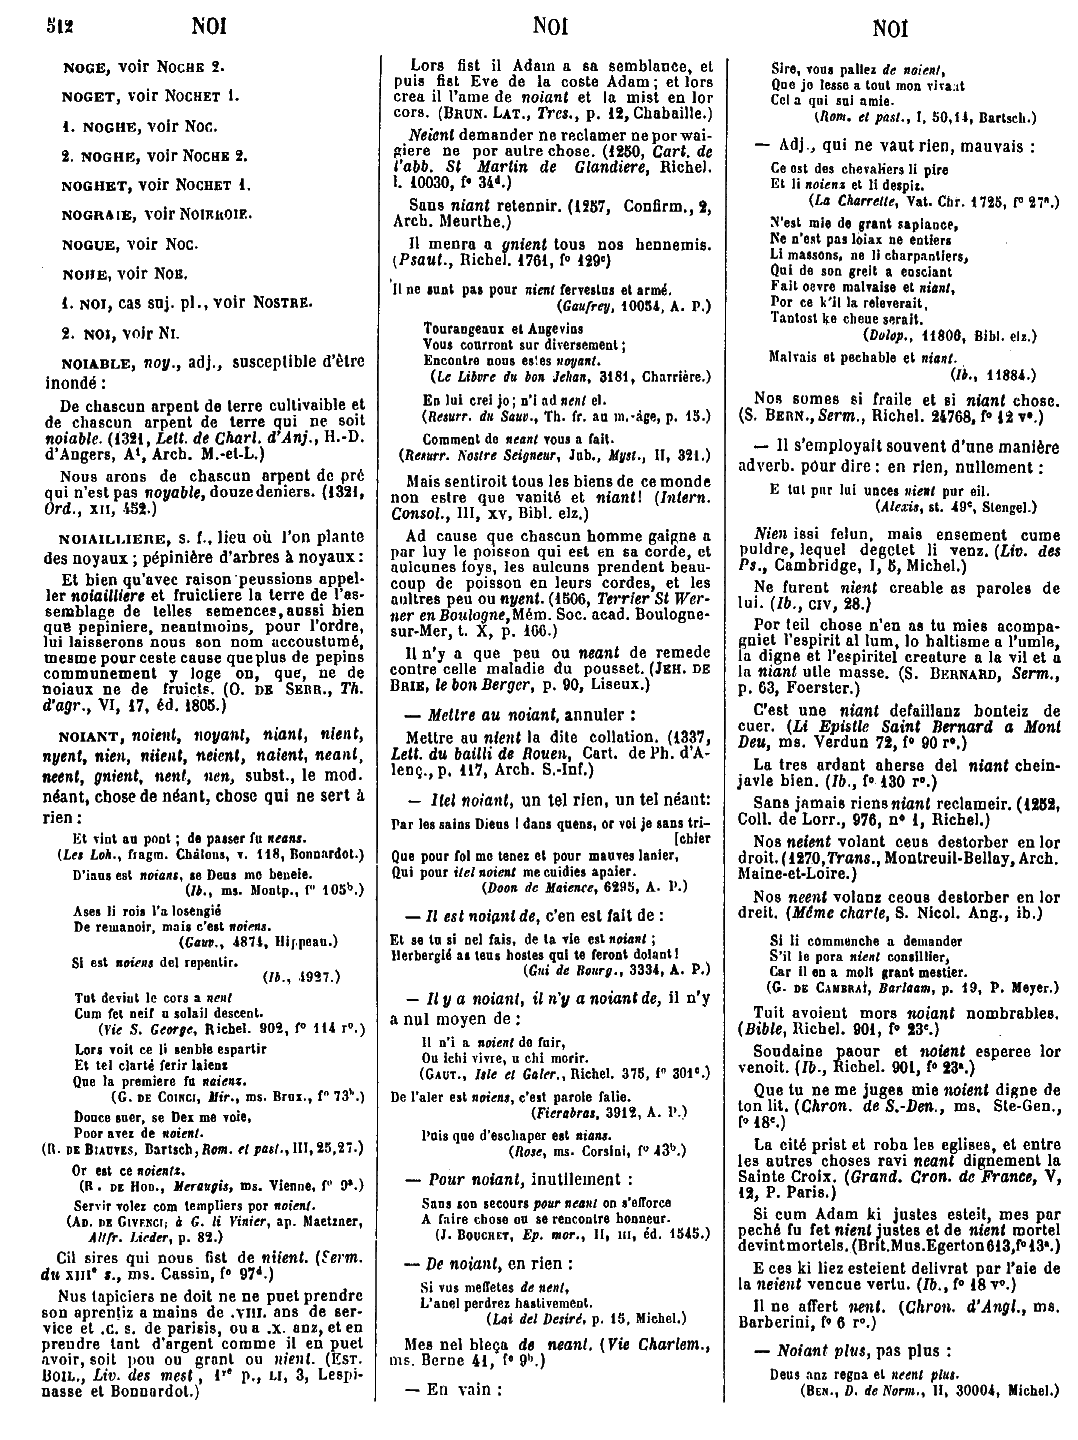 512 NOI NOI NOI
NOGE, voir NOCHE 2.
NOGET, voir NOCHET 1.
1. NOGHE, voir NOC.
2. NOGHE, voir NOCHE 2.
NOGHET, voir NOCHET 1.
NOGRAIE, voir NOIRROIE.
NOGUE, voir NOC.
NOHE, voir NOE.
1. NOI, cas suj. pl., voir NOSTRE.
2. NOI, voir NI.
NOIABLE, noy., adj., susceptible d'être
inondé :
De chascun arpent de terre cultivaible et
de chascun arpent de terre qui ne soit
noiable. (1321, Lett. de Charl. d'Anj., H.-D.
d'Angers, A¹, Arch. M.-et-L.)
Nous arons de chascun arpent de pré
qui n'est pas noyable, douze deniers. (1321,
Ord., XII, 452.)
NOIAILLIERE, s. f., lieu où l'on plante
des noyaux ; pépinière d'arbres à noyaux :
Et bien qu'avec raison peussions appel-
ler noiailliere et fruictiere la terre de l'as-
semblage de telles semences, aussi bien
que pepiniere, neantmoins, pour l'ordre,
lui laisserons nous son nom accoustumé,
mesme pour ceste cause que plus de pepins
communement y loge on, que, ne de
noiaux ne de fruicts. (O. DE SERR., Th.
d'agr., VI, 17, éd. 1805.)
NOIANT, noient, noyant, niant, nient,
nyent, nien, niient, neient, naient, neant,
neent, gnient, nent, nen, subst., le mod.
néant, chose de néant, chose qui ne sert à
rien :
Et vint au pont ; de passer fu neans.
(Les Loh., fragm. Châlons, v. 118, Bonnardot.)
D'iaus est noians, se Deus me beneie.
(Ib., ms. Montp., f° 105ᵇ.)
Ases li rois l'a losengié
De remanoir, mais c'est noiens.
(Gauv., 4874, Hippeau.)
Si est noiens del repentir.
(Ib., 4927.)
Tut devint le cors a nent
Cum fet neif a solail descent.
(Vie S. George, Richel. 902, f° 114 r°.)
Lors voit ce li senble espartir
Et tel clarté ferir laienz
Que la premiere fu naienz.
(G. DE COINCI, Mir., ms. Brux., f° 73ᵇ.)
Douce suer, se Dex me voie,
Poor avez de noient.
(R. DE BIAUVES, Bartsch, Rom. et past., III, 25, 27.)
Or est ce noientz.
(R. DE HOD., Meraugis, ms. Vienne, f° 9ᵃ.)
Servir volez com templiers por noient.
(AD. DE GIVENCI; à G. li Vinier, ap. Maetzner,
Altfr. Lieder, p. 82.)
Cil sires qui nous fist de niient. (Serm.
du XIIIᵉ s., ms. Cassin, f° 97ᵈ.)
Nus tapiciers ne doit ne ne puet prendre
son aprentiz a mains de .VIII. ans de ser-
vice et .C. s. de parisis, ou a .X. anz, et en
prendre tant d'argent comme il en puet
avoir, soit pou ou grant ou nient. (EST.
BOIL., Liv. des mest., 1ʳᵉ p., LI, 3, Lespi-
nasse et Bonnardot.)
Lors fist il Adam a sa semblance, et
puis fist Eve de la coste Adam ; et lors
crea il l'ame de noiant et la mist en lor
cors. (BRUN. LAT., Tres., p. 12, Chabaille.)
Neient demander ne reclamer ne por wai-
giere ne por autre chose. (1250, Cart. de
l'abb. St Martin de Glandiere, Richel.
l. 10030, f° 34ᵈ.)
Sans niant retennir. (1257, Confirm., 2,
Arch. Meurthe.)
Il menra a gnient tous nos hennemis.
(Psaut., Richel. 1761, f° 129ᶜ)
Il ne sunt pas pour nient fervestus et armé.
(Gaufrey, 10054, A. P.)
Tourangeaux et Angevins
Vous courront sur diversement ;
Encontre nous estes noyant.
(Le Libvre du bon Jehan, 3181, Charrière.)
En lui crei jo ; n'i ad nent el.
(Resurr. du Sauv., Th. fr. au m.-âge, p. 15.)
Comment de neant vous a fait.
(Resurr. Nostre Seigneur, Jub., Myst., II, 321.)
Mais sentiroit tous les biens de ce monde
non estre que vanité et niant! (Intern.
Consol., III, XV, Bibl. elz.)
Ad cause que chascun homme gaigne a
par luy le poisson qui est en sa corde, et
aulcunes foys, les aulcuns prendent beau-
coup de poisson en leurs cordes, et les
aultres peu ou nyent. (1506, Terrier St Wer-
ner en Boulogne, Mém. Soc. acad. Boulogne-
sur-Mer, t. X, p. 166.)
Il n'y a que peu ou neant de remede
contre celle maladie du pousset. (JEH. DE
BRIE, le bon Berger, p. 90, Liseux.)
— Mettre au noiant, annuler :
Mettre au nient la dite collation. (1337,
Lett. du bailli de Rouen, Cart. de Ph. d'A-
lenç., p. 117, Arch. S.-Inf.)
— Itel noiant, un tel rien, un tel néant:
Par les sains Dieus ! dans quens, or voi je sans tri-
[chier
Que pour fol me tenez et pour mauves lanier,
Qui pour itel noient me cuidies apaier.
(Doon de Maience, 6295, A. P.)
— Il est noiant de, c'en est fait de :
Et se tu si nel fais, de ta vie est noiant ;
Herbergié as teus hostes qui te feront dolant !
(Gui de Bourg., 3334, A. P.)
— Il y a noiant, il n'y a noiant de, il n'y
a nul moyen de :
Il n'i a noient de fuir,
Ou ichi vivre, u chi morir.
(GAUT., Isle et Galer., Richel. 375, f° 301ᶜ.)
De l'aler est noiens, c'est parole falie.
(Fierabras, 3912, A. P.)
Puis que d'eschaper est nians.
(Rose, ms. Corsini, f° 43ᵇ.)
— Pour noiant, inutilement :
Sans son secours pour neant on s'efforce
A faire chose ou se rencontre honneur.
(J. BOUCHET, Ep. mor., II, III, éd. 1545.)
— De noiant, en rien :
Si vus meffetes de nent,
L'anel perdrez hastivement.
(Lai del Desiré, p. 15, Michel.)
Mes nel bleça de neant. (Vie Charlem.,
ms. Berne 41, f° 9ᵇ.)
— En vain :
Sire, vous pallez de noient,
Que jo lesse a tout mon vivant
Cel a qui sui amie.
(Rom. et past., I, 50, 14, Bartsch.)
— Adj., qui ne vaut rien, mauvais :
Ce est des chevaliers li pire
Et li noienz et li despiz.
(La Charrette, Vat. Chr. 1725, f° 27ᵃ.)
N'est mie de grant sapiance,
Ne n'est pas loiax ne entiers
Li massons, ne li charpantiers,
Qui de son greit a ensciant
Fait oevre malvaise et niant,
Por ce k'il la releverait,
Tantost ke cheue serait.
(Dolop., 11806, Bibl. elz.)
Malvais et pechable et niant.
(Ib., 11884.)
Nos somes si fraile et si niant chose.
(S. BERN., Serm., Richel. 24768, f° 12 v°.)
— Il s'employait souvent d'une manière
adverb. pour dire : en rien, nullement :
E tut pur lui unces nient pur eil.
(Alexis, st. 49ᵉ, Stengel.)
Nien issi felun, mais ensement cume
puldre, lequel degetet li venz. (Liv. des
Ps., Cambridge, I, 5, Michel.)
Ne furent nient creable as paroles de
lui. (Ib., CIV, 28.)
Por teil chose n'en as tu mies acompa-
gniet l'espirit al lum, lo haltisme a l'umle,
la digne et l'espiritel creature a la vil et a
la niant utle masse. (S. BERNARD, Serm.,
p. 63, Foerster.)
C'est une niant defaillanz bonteiz de
cuer. (Li Epistle Saint Bernard a Mont
Deu, ms. Verdun 72, f° 90 r°.)
La tres ardant aherse del niant chein-
javle bien. (Ib., f° 130 r°.)
Sans jamais riens niant reclameir. (1252,
Coll. de Lorr., 976, n° 1, Richel.)
Nos neient volant ceus destorber en lor
droit. (1270, Trans., Montreuil-Bellay, Arch.
Maine-et-Loire.)
Nos neent volanz ceous destorber en lor
dreit. (Même charte, S. Nicol. Ang., ib.)
Si li commenche a demander
S'il le pora nient consillier,
Car il en a molt grant mestier.
(G. DE CAMBRAI, Barlaam, p. 19, P. Meyer.)
Tuit avoient mors noiant nombrables.
(Bible, Richel. 901, f° 23ᶜ.)
Soudaine paour et noient esperee lor
venoit. (Ib., Richel. 901, f° 23ᵃ.)
Que tu ne me juges mie noient digne de
ton lit. (Chron. de S.-Den., ms. Ste-Gen.,
f° 18ᶜ.)
La cité prist et roba les eglises, et entre
les autres choses ravi neant dignement la
Sainte Croix. (Grand. Cron. de France, V,
12, P. Paris.)
Si cum Adam ki justes esteit, mes par
peché fu fet nient justes et de nient mortel
devint mortels. (Brit. Mus. Egerton 613, f° 13ᵃ.)
E ces ki liez esteient delivrat par l'aie de
la neient vencue vertu. (Ib., f° 18 v°.)
Il ne affert nent. (Chron. d'Angl., ms.
Barberini, f° 6 r°.)
— Noiant plus, pas plus :
Deus anz regna et neent plus.
(BEN., D. de Norm., II, 30004, Michel.)